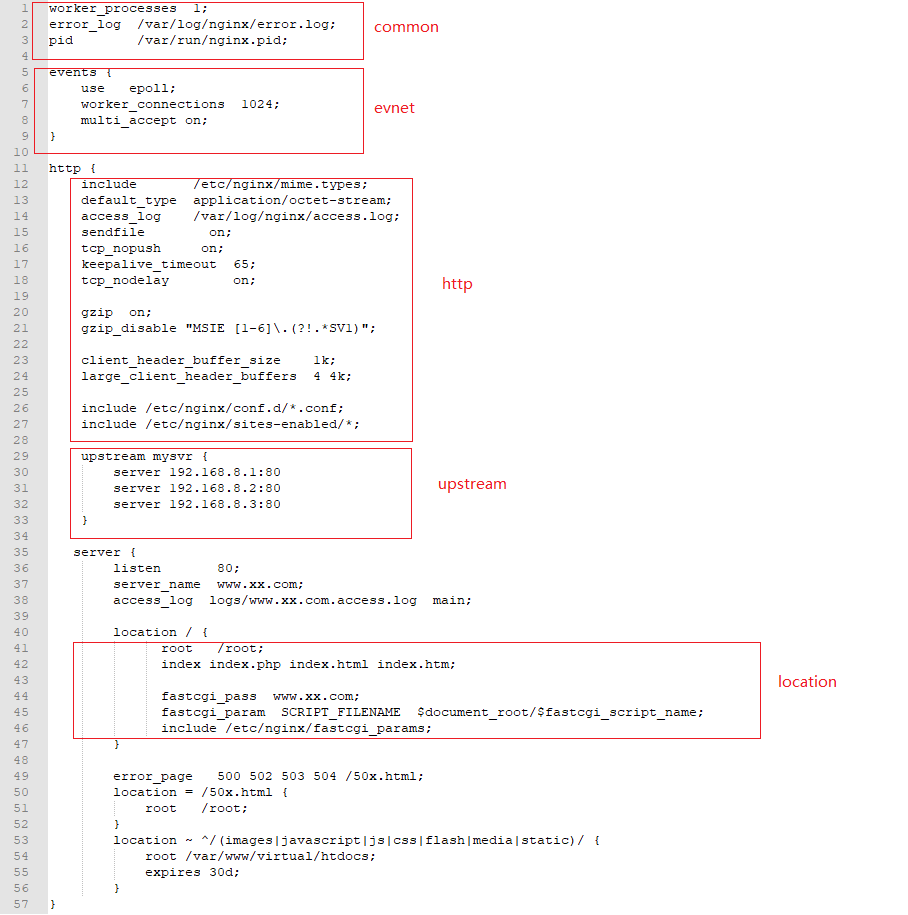 1 worker_processes  1;
2 error_log  /var/log/nginx/error.log;
3 pid        /var/run/nginx.pid;
common
4
5 events {
6     use   epoll;
7     worker_connections  1024;
evnet
8     multi_accept on;
9 }
10
11 http {
12     include       /etc/nginx/mime.types;
13     default_type  application/octet-stream;
14     access_log    /var/log/nginx/access.log;
15     sendfile        on;
16     tcp_nopush     on;
17     keepalive_timeout  65;
18     tcp_nodelay        on;
http
19
20     gzip  on;
21     gzip_disable "MSIE [1-6]\.(?!.*SV1)";
22
23     client_header_buffer_size    1k;
24     large_client_header_buffers  4 4k;
25
26     include /etc/nginx/conf.d/*.conf;
27     include /etc/nginx/sites-enabled/*;
28
29     upstream mysvr {
30         server 192.168.8.1:80
31         server 192.168.8.2:80
upstream
32         server 192.168.8.3:80
33     }
34
35    server {
36         listen       80;
37         server_name  www.xx.com;
38         access_log  logs/www.xx.com.access.log  main;
39
40         location / {
41               root   /root;
42               index index.php index.html index.htm;
43
location
44               fastcgi_pass  www.xx.com;
45               fastcgi_param  SCRIPT_FILENAME  $document_root/$fastcgi_script_name;
46               include /etc/nginx/fastcgi_params;
47         }
48
49         error_page   500 502 503 504 /50x.html;
50         location = /50x.html {
51             root   /root;
52         }
53         location ~ ^/(images|javascript|js|css|flash|media|static)/ {
54             root /var/www/virtual/htdocs;
55             expires 30d;
56         }
57 }